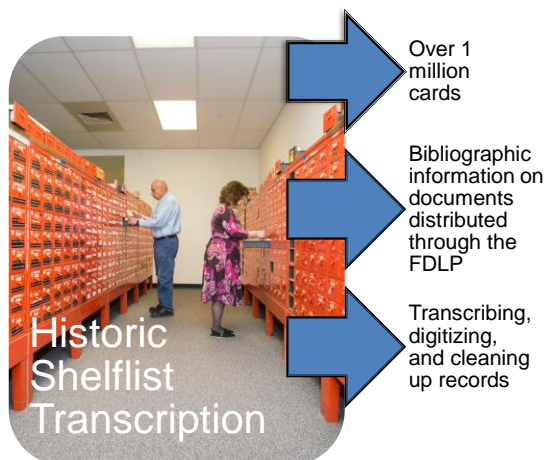 Over 1
million
cards
Bibliographic
information on
documents
distributed
through the
FDLP
Transcribing,
digitizing,
and cleaning
up records
Historic
Shelflist
Transcription